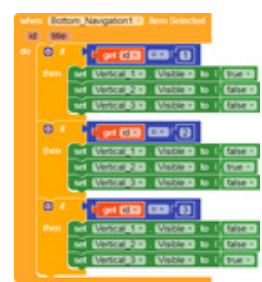 when Bottom_Navigation1 .Item Selected
id title
do if get id = 1
then set Vertical_1 . Visible to true
set Vertical_2 . Visible to false
set Vertical_3 . Visible to false
if get id = 2
then set Vertical_1 . Visible to false
set Vertical_2 . Visible to true
set Vertical_3 . Visible to false
if get id = 3
then set Vertical_1 . Visible to false
set Vertical_2 . Visible to false
set Vertical_3 . Visible to true